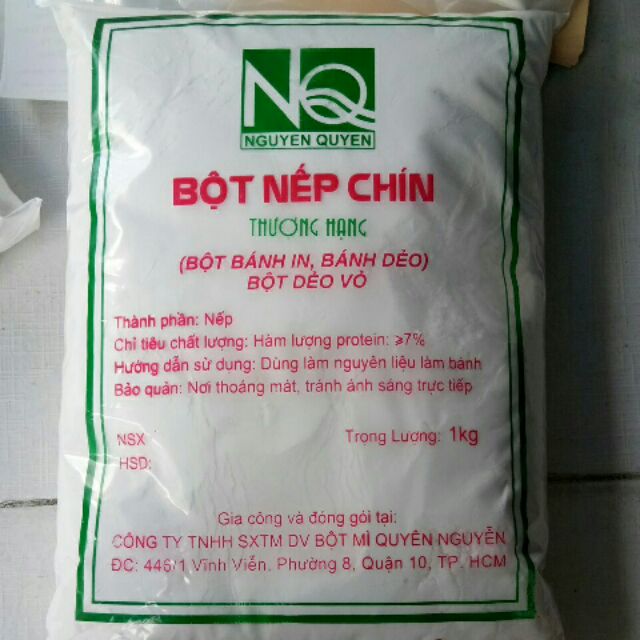 NQ
NGUYEN QUYEN
BỘT NẾP CHÍN
THƯỢNG HẠNG
(BỘT BÁNH IN, BÁNH DẺO)
BỘT DẺO VỎ
Thành phần: Nếp
Chỉ tiêu chất lượng: Hàm lượng protein: ≥7%
Hướng dẫn sử dụng: Dùng làm nguyên liệu làm bánh
Bảo quản: Nơi thoáng mát, tránh ánh sáng trực tiếp
NSX
Trọng Lượng: 1kg
HSD:
Gia công và đóng gói tại:
CÔNG TY TNHH SXTM DV BỘT MÌ QUYÊN NGUYỄN
ĐC: 446/1 Vĩnh Viễn, Phường 8, Quận 10, TP. HCM